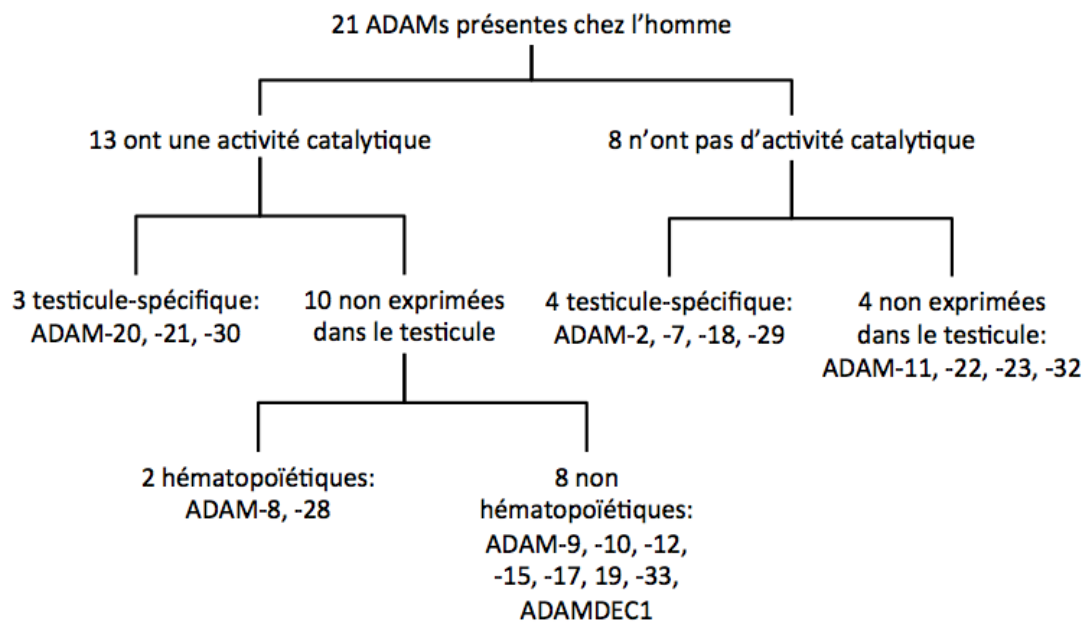 21 ADAMs présentes chez l'homme
13 ont une activité catalytique
8 n'ont pas d'activité catalytique
3 testicule-spécifique:
ADAM-20, -21, -30
10 non exprimées
dans le testicule
4 testicule-spécifique:
ADAM-2, -7, -18, -29
4 non exprimées
dans le testicule:
ADAM-11, -22, -23, -32
2 hématopoïétiques:
ADAM-8, -28
8 non
hématopoïétiques:
ADAM-9, -10, -12,
-15, -17, 19, -33,
ADAMDEC1